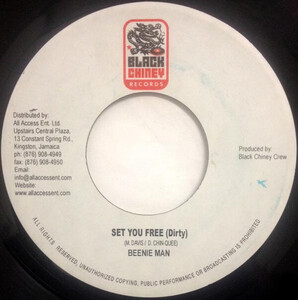 BLACK
CHINEY
RECORDS
Distributed by:
All Access Ent. Ltd.
Upstairs Central Plaza,
13 Constant Spring Rd.,
Kingston, Jamaica
ph: (876) 908-4949
fax: (876) 908-4950
Email:
info@allaccessent.com
Website:
www.allaccessent.com
Produced by:
Black Chiney Crew
SET YOU FREE (Dirty)
(M. DAVIS / D. CHIN-QUEE)
BEENIE MAN
ALL RIGHTS RESERVED. UNAUTHORIZED COPYING, PUBLIC PERFORMANCE OR BROADCASTING IS PROHIBITED.